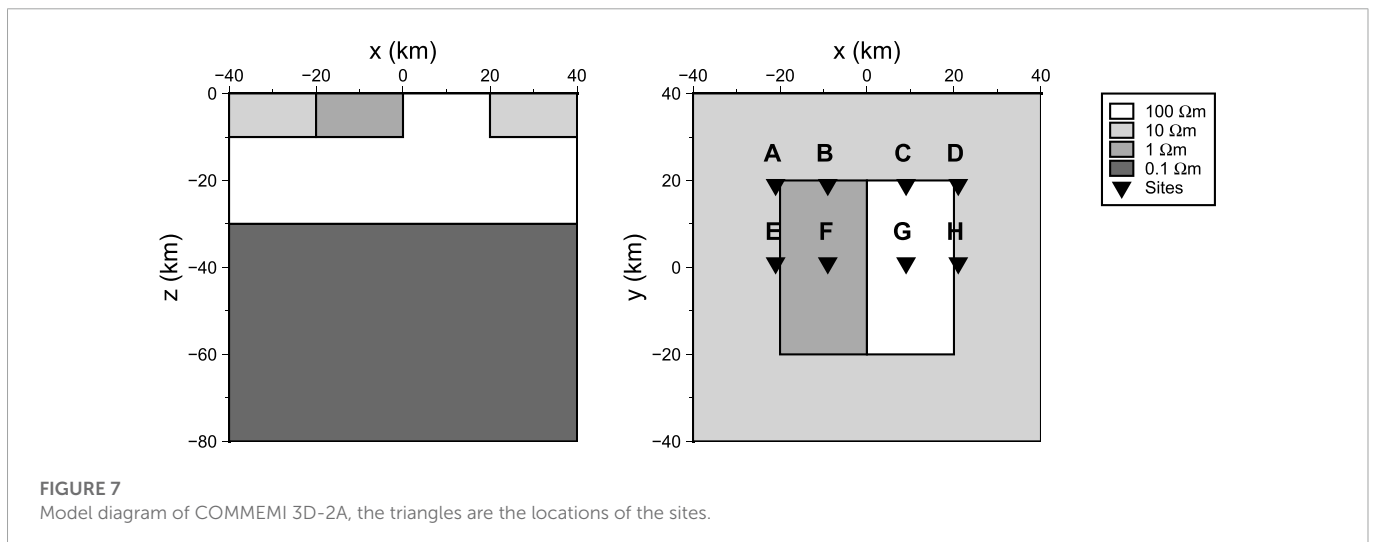 x (km)
−40 −20 0 20 40
0
−20
−40
−60
−80
z (km)
x (km)
−40 −20 0 20 40
40
20
0
−20
−40
y (km)
A B C D
E F G H
100 Ωm
10 Ωm
1 Ωm
0.1 Ωm
Sites
FIGURE 7
Model diagram of COMMEMI 3D-2A, the triangles are the locations of the sites.